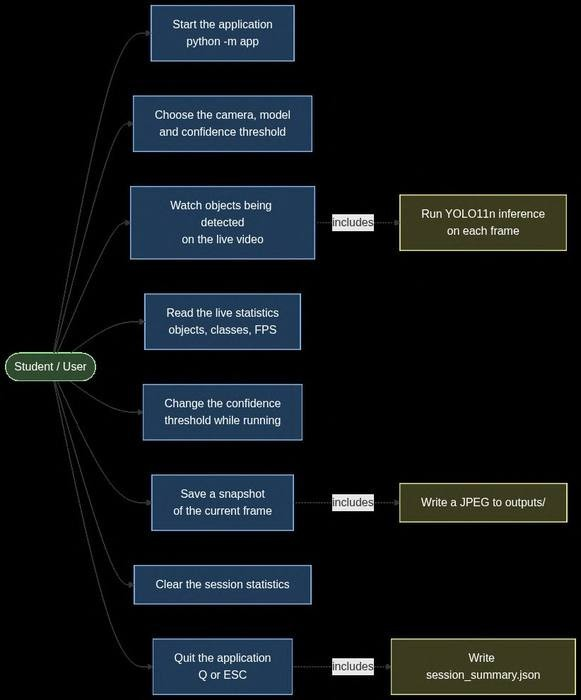 Start the application
python -m app
Choose the camera, model
and confidence threshold
Watch objects being
detected
on the live video
includes
Run YOLO11n inference
on each frame
Read the live statistics
objects, classes, FPS
Student / User
Change the confidence
threshold while running
Save a snapshot
of the current frame
includes
Write a JPEG to outputs/
Clear the session statistics
Quit the application
Q or ESC
includes
Write
session_summary.json